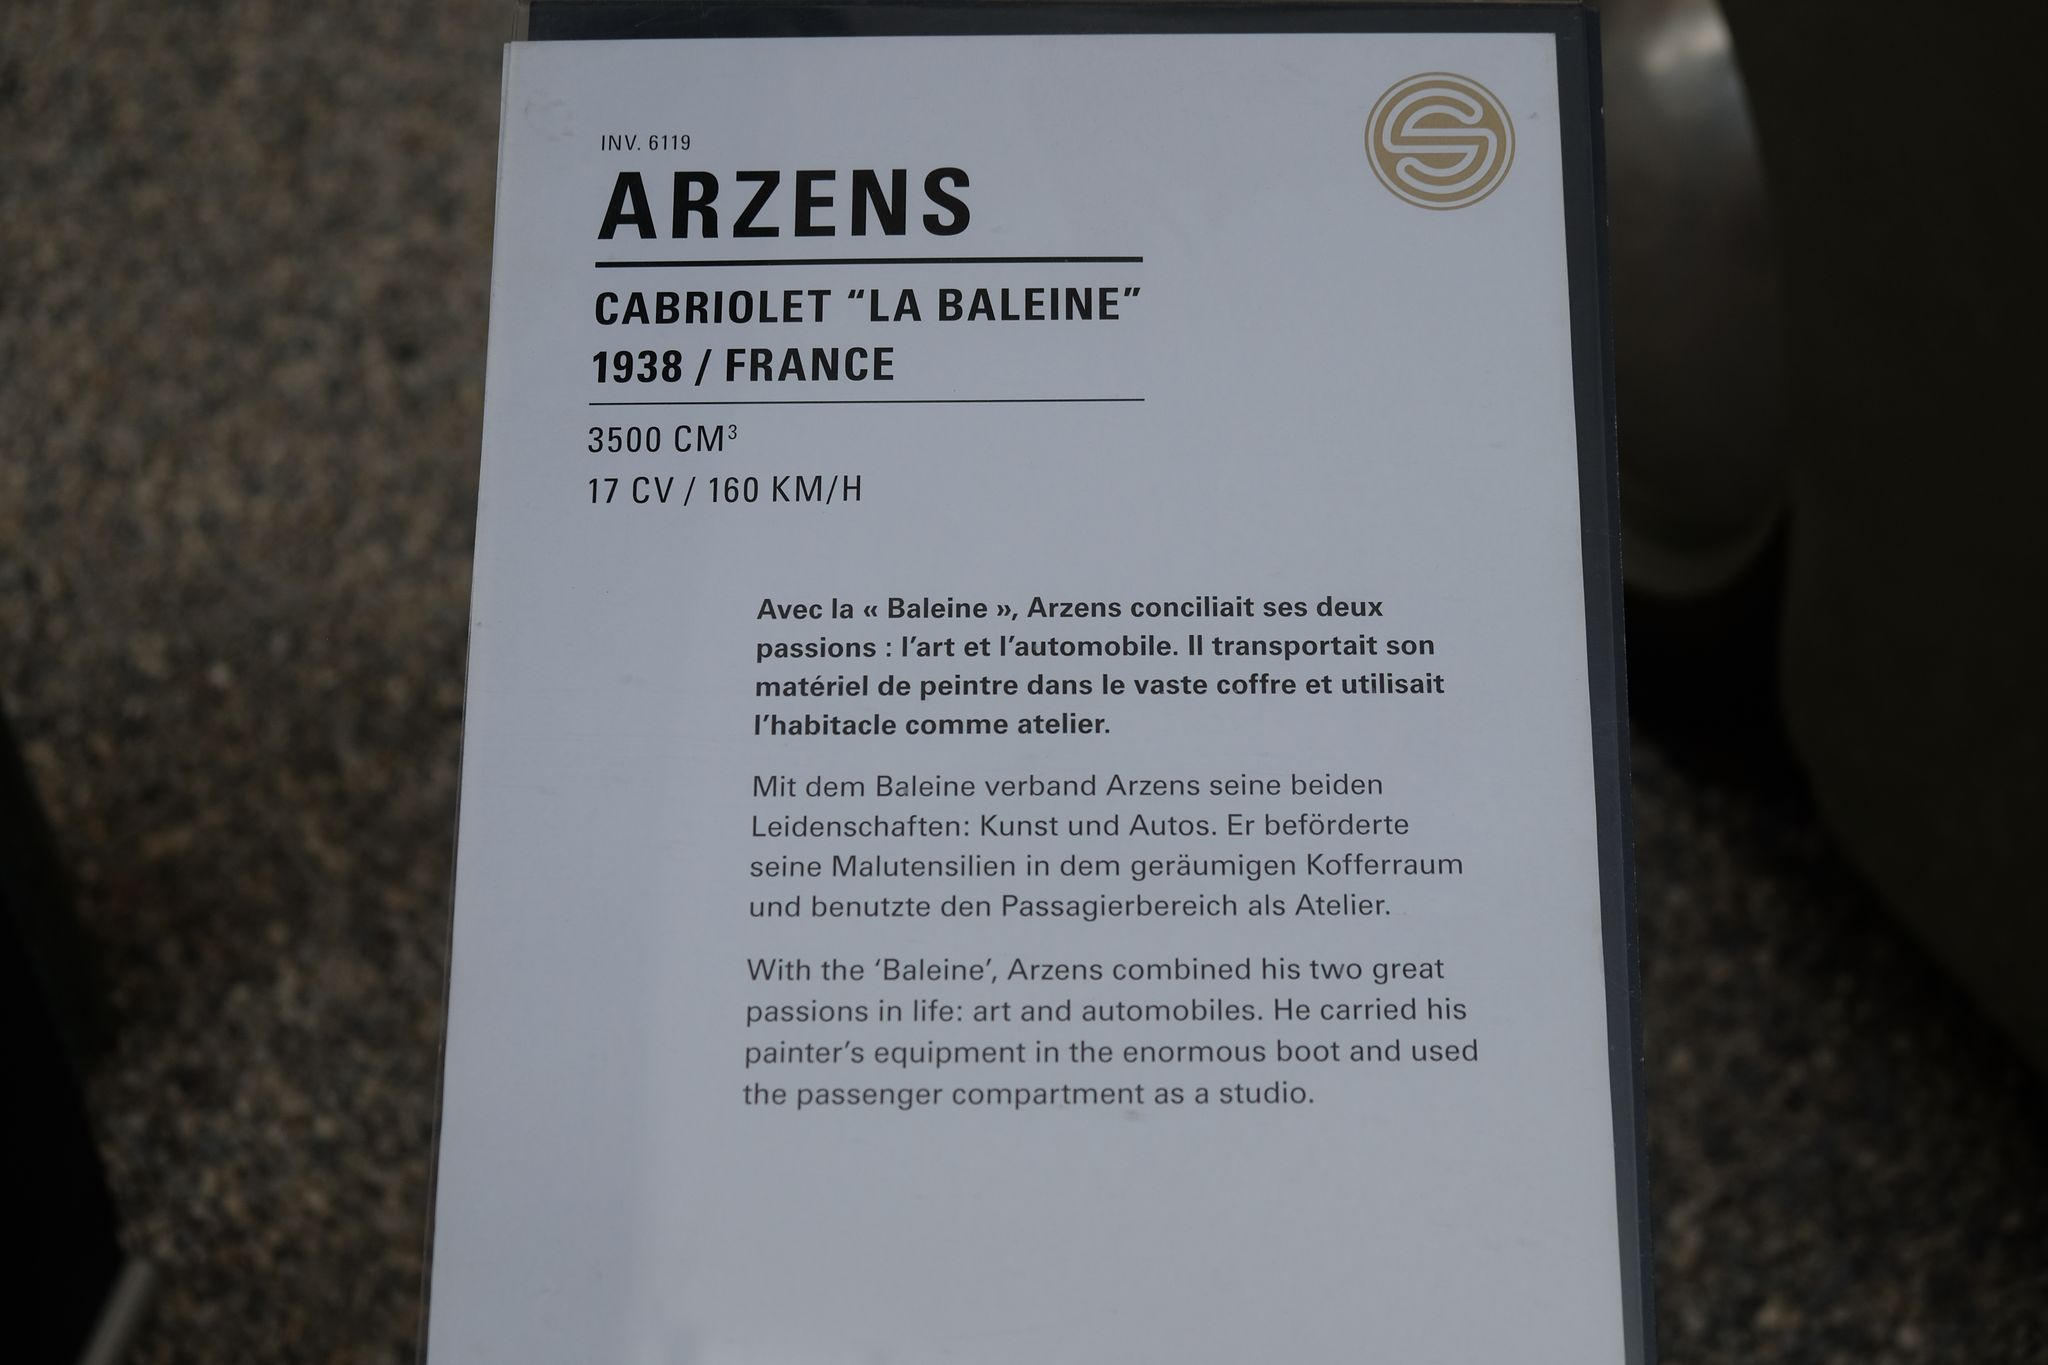 INV. 6119
ARZENS
CABRIOLET “LA BALEINE”
1938 / FRANCE
3500 CM³
17 CV / 160 KM/H
Avec la « Baleine », Arzens conciliait ses deux
passions : l’art et l’automobile. Il transportait son
matériel de peintre dans le vaste coffre et utilisait
l’habitacle comme atelier.
Mit dem Baleine verband Arzens seine beiden
Leidenschaften: Kunst und Autos. Er beförderte
seine Malutensilien in dem geräumigen Kofferraum
und benutzte den Passagierbereich als Atelier.
With the ‘Baleine’, Arzens combined his two great
passions in life: art and automobiles. He carried his
painter’s equipment in the enormous boot and used
the passenger compartment as a studio.